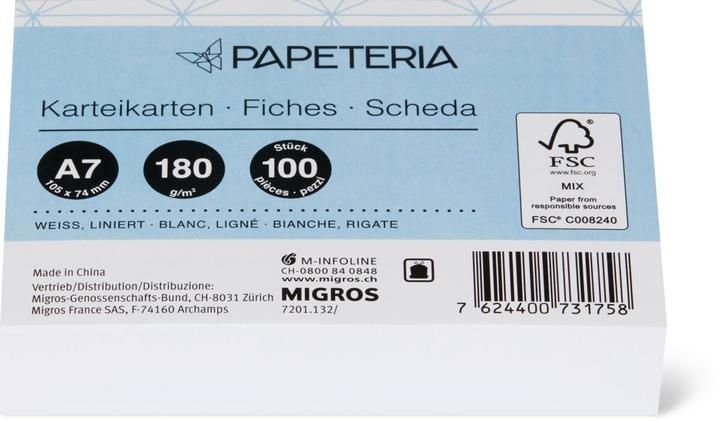 PAPETERIA
Karteikarten · Fiches · Scheda
A7
105 x 74 mm
180
g/m²
Stück
100
pièces · pezzi
WEISS, LINIERT · BLANC, LIGNÉ · BIANCHE, RIGATE
FSC
www.fsc.org
MIX
Paper from
responsible sources
FSC® C008240
Made in China
Vertrieb/Distribution/Distribuzione:
Migros-Genossenschafts-Bund, CH-8031 Zürich
Migros France SAS, F-74160 Archamps
M-INFOLINE
CH-0800 84 0848
www.migros.ch
MIGROS
7201.132/
7 624400 731758